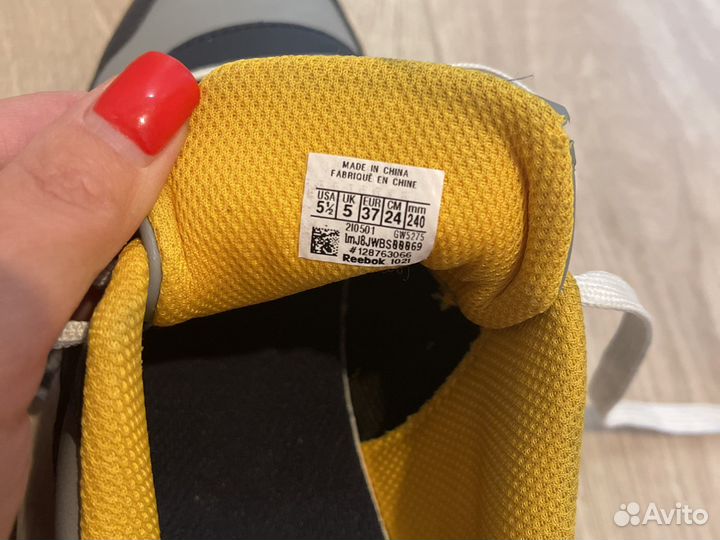 MADE IN CHINA
FABRIQUÉ EN CHINE
USA UK EUR CM mm
5½ 5 37 24 240
2I0501 GW5275
#128763066
Reebok 1021
Avito